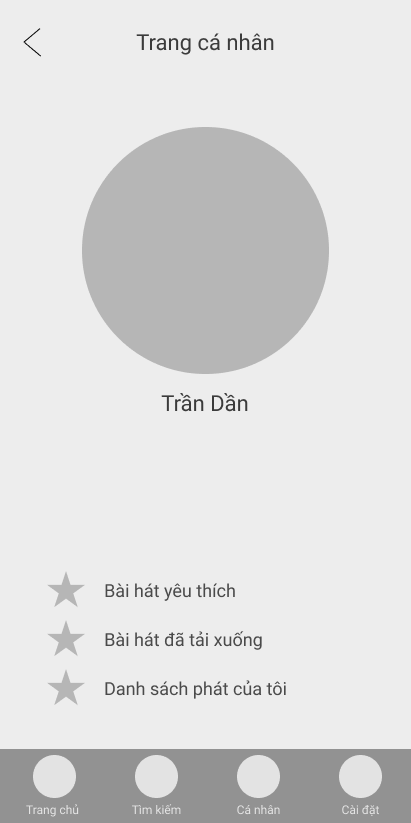 Trang cá nhân
Trần Dần
Bài hát yêu thích
Bài hát đã tải xuống
Danh sách phát của tôi
Trang chủ
Tìm kiếm
Cá nhân
Cài đặt